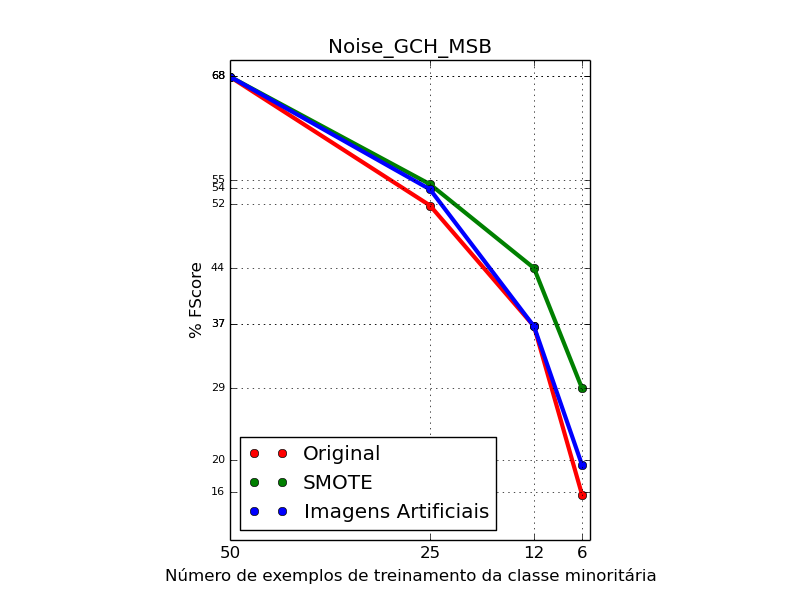 Noise_GCH_MSB
68
55
54
52
44
37
29
20
16
% FScore
Original
SMOTE
Imagens Artificiais
50 25 12 6
Número de exemplos de treinamento da classe minoritária